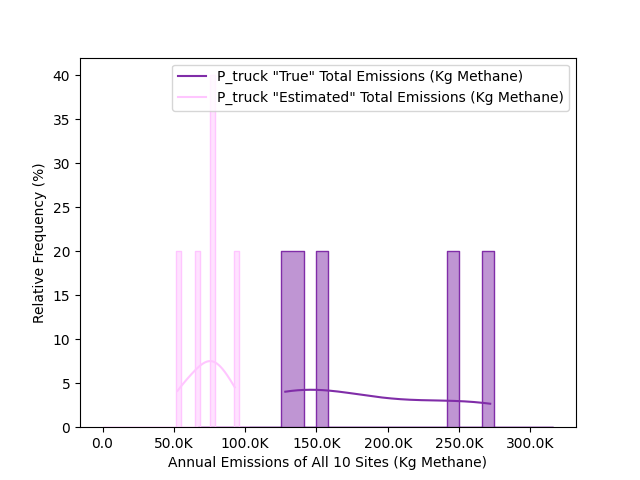 P_truck "True" Total Emissions (Kg Methane)
P_truck "Estimated" Total Emissions (Kg Methane)
Relative Frequency (%)
40
35
30
25
20
15
10
5
0
0.0 50.0K 100.0K 150.0K 200.0K 250.0K 300.0K
Annual Emissions of All 10 Sites (Kg Methane)